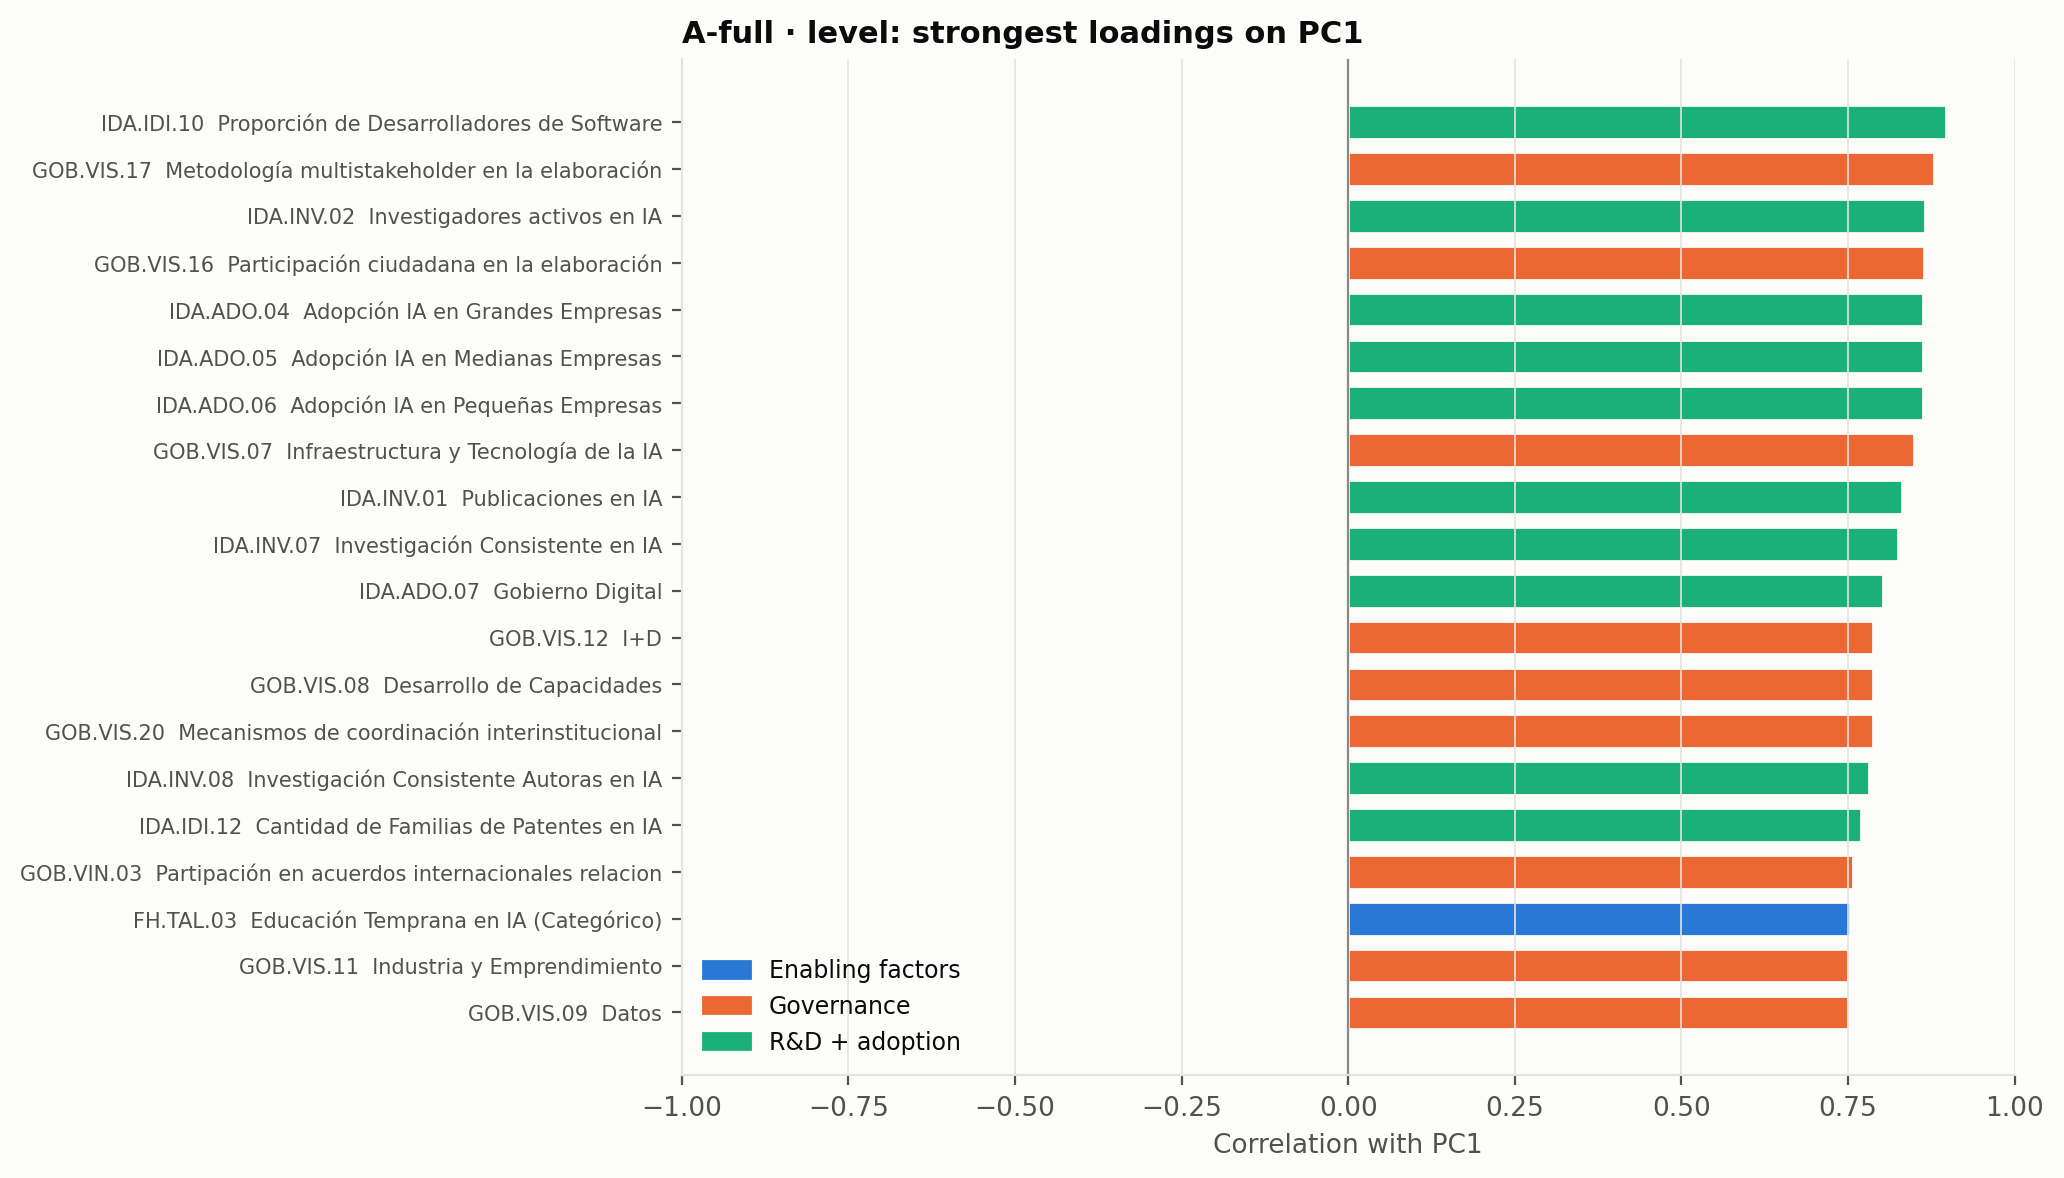 A-full · level: strongest loadings on PC1
IDA.IDI.10  Proporción de Desarrolladores de Software
GOB.VIS.17  Metodología multistakeholder en la elaboración
IDA.INV.02  Investigadores activos en IA
GOB.VIS.16  Participación ciudadana en la elaboración
IDA.ADO.04  Adopción IA en Grandes Empresas
IDA.ADO.05  Adopción IA en Medianas Empresas
IDA.ADO.06  Adopción IA en Pequeñas Empresas
GOB.VIS.07  Infraestructura y Tecnología de la IA
IDA.INV.01  Publicaciones en IA
IDA.INV.07  Investigación Consistente en IA
IDA.ADO.07  Gobierno Digital
GOB.VIS.12  I+D
GOB.VIS.08  Desarrollo de Capacidades
GOB.VIS.20  Mecanismos de coordinación interinstitucional
IDA.INV.08  Investigación Consistente Autoras en IA
IDA.IDI.12  Cantidad de Familias de Patentes en IA
GOB.VIN.03  Partipación en acuerdos internacionales relacion
FH.TAL.03  Educación Temprana en IA (Categórico)
GOB.VIS.11  Industria y Emprendimiento
GOB.VIS.09  Datos
Enabling factors
Governance
R&D + adoption
−1.00 −0.75 −0.50 −0.25 0.00 0.25 0.50 0.75 1.00
Correlation with PC1